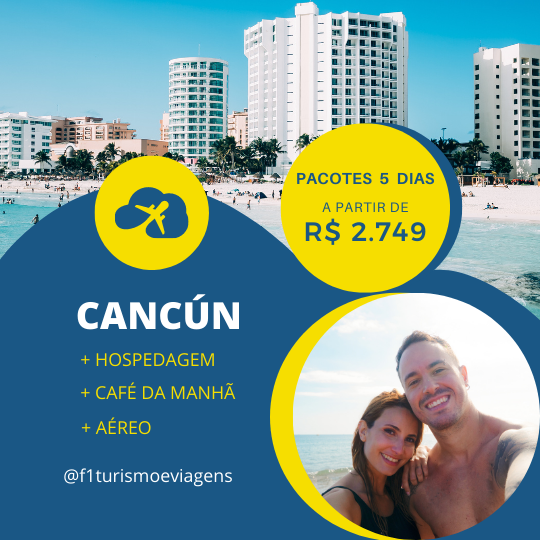 PACOTES 5 DIAS
A PARTIR DE
R$ 2.749
CANCÚN
+ HOSPEDAGEM
+ CAFÉ DA MANHÃ
+ AÉREO
@f1turismoeviagens